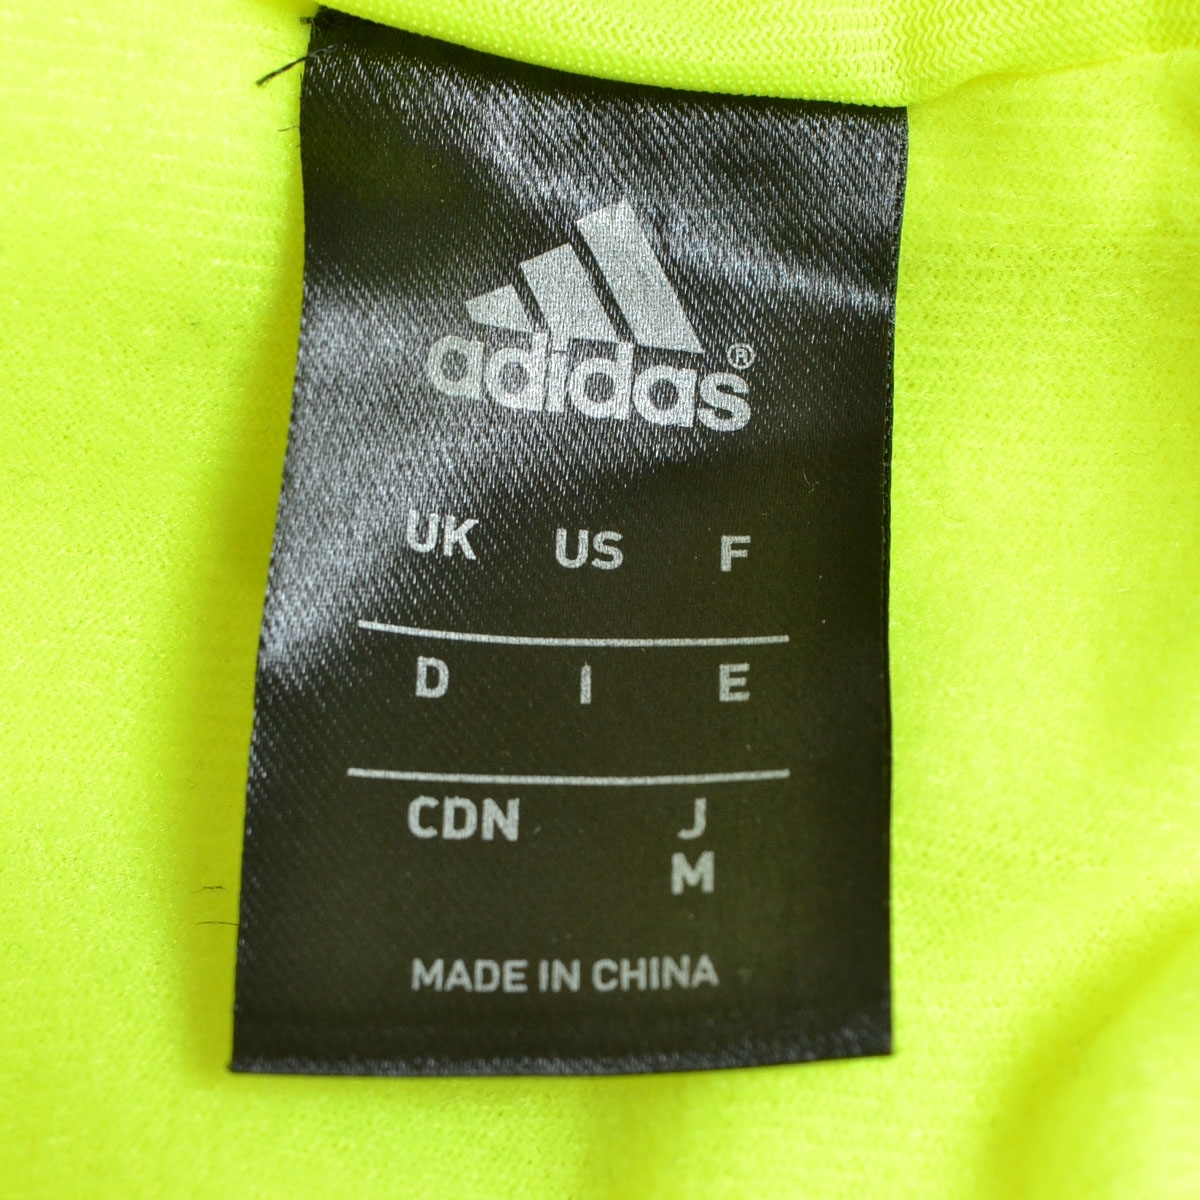 adidas®
UK US F
D I E
CDN J
M
MADE IN CHINA